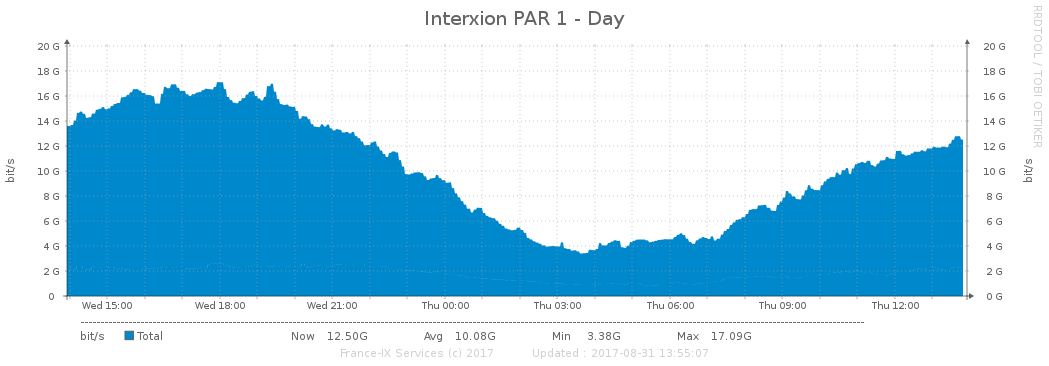 Interxion PAR 1 - Day
RRDTOOL / TOBI OETIKER
20 G 20 G
18 G 18 G
16 G 16 G
14 G 14 G
12 G 12 G
10 G 10 G
8 G 8 G
6 G 6 G
4 G 4 G
2 G 2 G
0 0 G
bit/s bit/s
Wed 15:00 Wed 18:00 Wed 21:00 Thu 00:00 Thu 03:00 Thu 06:00 Thu 09:00 Thu 12:00
bit/s Total Now 12.50G Avg 10.08G Min 3.38G Max 17.09G
France-IX Services (c) 2017 Updated : 2017-08-31 13:55:07